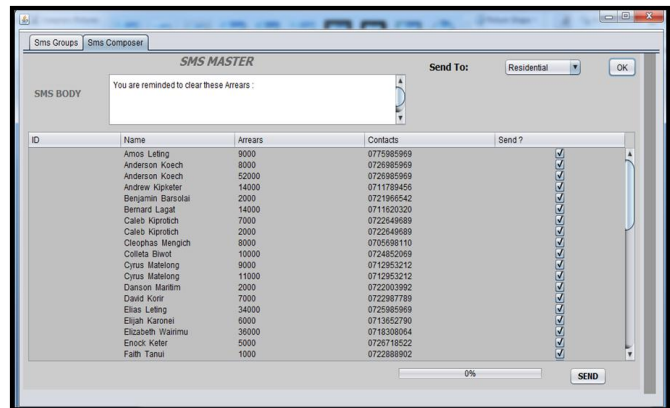 Sms Groups Sms Composer
SMS MASTER
Send To: Residential OK
SMS BODY You are reminded to clear these Arrears :
ID Name Arrears Contacts Send ?
Amos Leting 9000 0775985969
Anderson Koech 8000 0726985969
Anderson Koech 52000 0726985969
Andrew Kipketer 14000 0711789456
Benjamin Barsolai 2000 0721966542
Bernard Lagat 14000 0711620320
Caleb Kiprotich 7000 0722649689
Caleb Kiprotich 2000 0722649689
Cleophas Mengich 8000 0705698110
Colleta Biwot 10000 0724852069
Cyrus Matelong 9000 0712953212
Cyrus Matelong 11000 0712953212
Danson Maritim 2000 0722003992
David Korir 7000 0722987789
Elias Leting 34000 0725985969
Elijah Karonei 6000 0713652790
Elizabeth Wairimu 36000 0718308064
Enock Keter 5000 0726718522
Faith Tanui 1000 0722888902
0% SEND